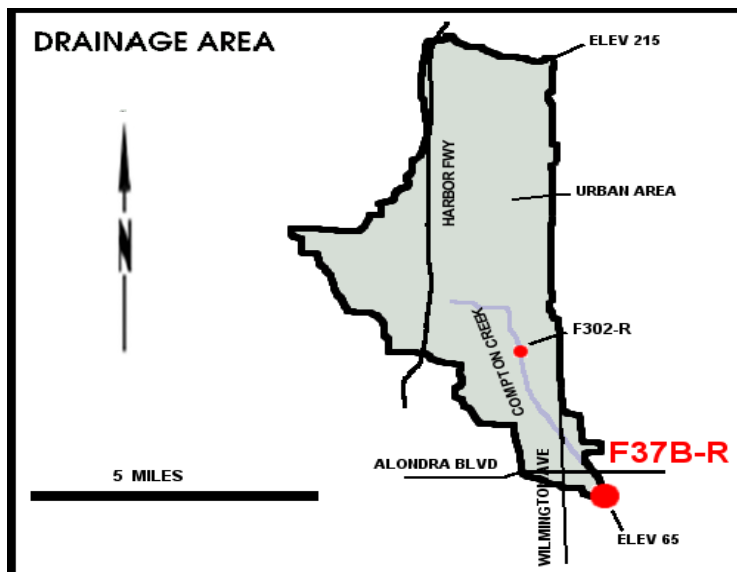 DRAINAGE AREA
ELEV 215
HARBOR FWY
URBAN AREA
N
F302-R
COMPTON CREEK
F37B-R
ALONDRA BLVD
5 MILES
WILMINGTON AVE
ELEV 65